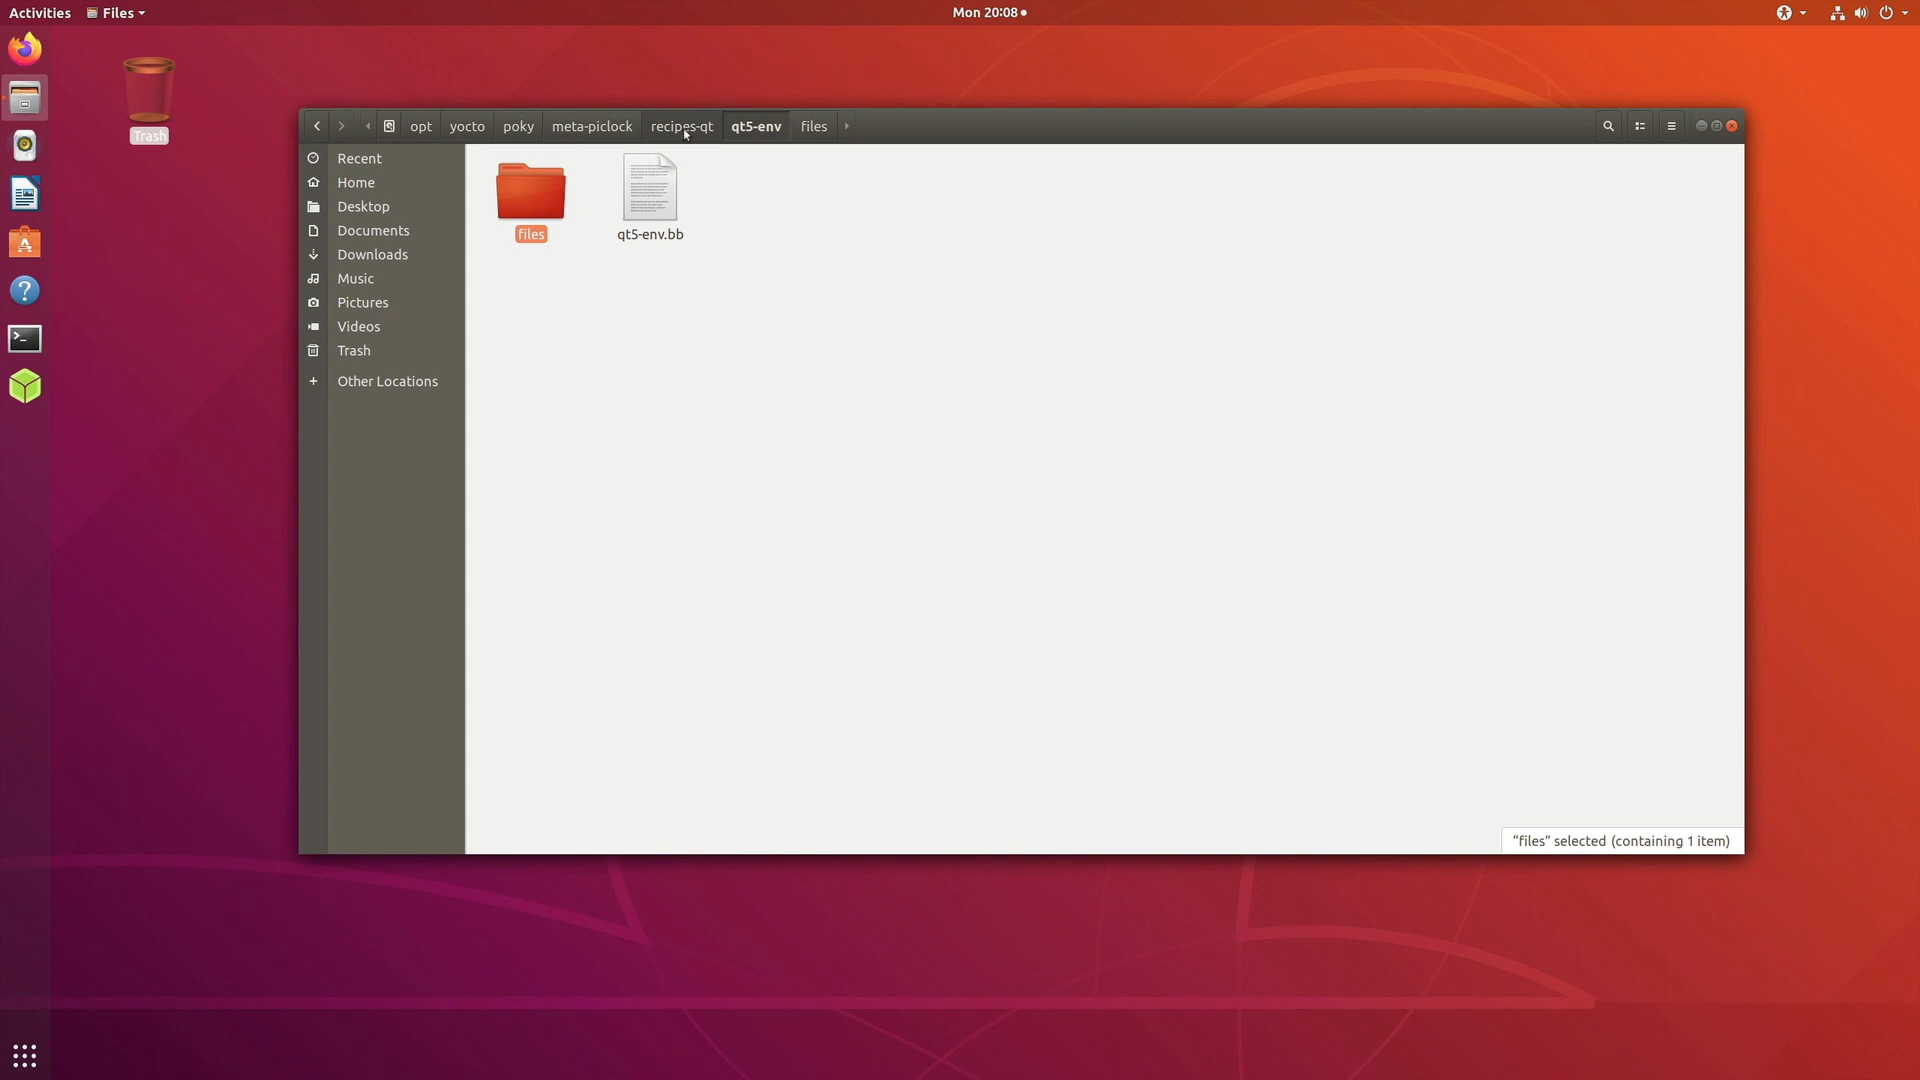 Activities Files Mon 20:08
Trash
opt yocto poky meta-piclock recipes-qt qt5-env files
Recent
Home
Desktop
Documents
Downloads
Music
Pictures
Videos
Trash
Other Locations
files qt5-env.bb
“files” selected (containing 1 item)